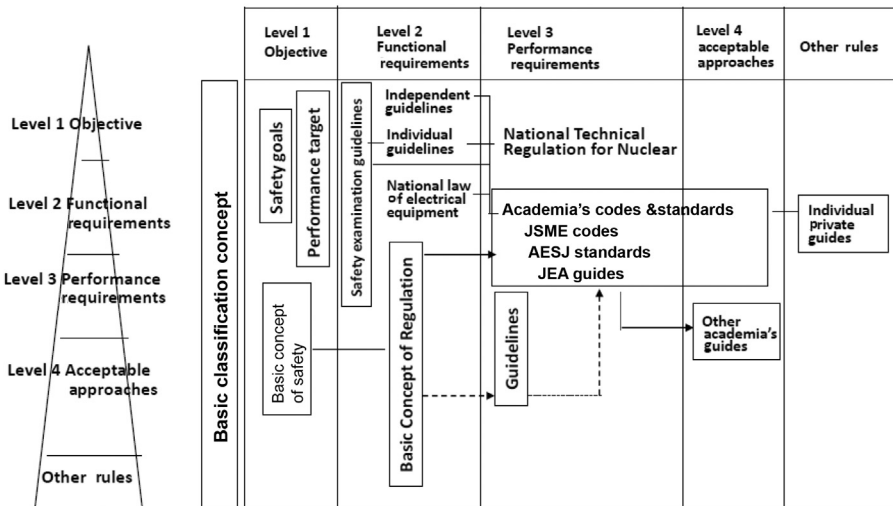 Level 1 Objective
Level 2 Functional
requirements
Level 3 Performance
requirements
Level 4 Acceptable
approaches
Other rules
Basic classification concept
Level 1
Objective
Level 2
Functional
requirements
Level 3
Performance
requirements
Level 4
acceptable
approaches
Other rules
Safety goals
Performance target
Safety examination guidelines
Independent
guidelines
Individual
guidelines
National law
of electrical
equipment
National Technical
Regulation for Nuclear
Academia's codes &standards
JSME codes
AESJ standards
JEA guides
Individual
private
guides
Basic concept
of safety
Basic Concept of Regulation
Guidelines
Other
academia's
guides